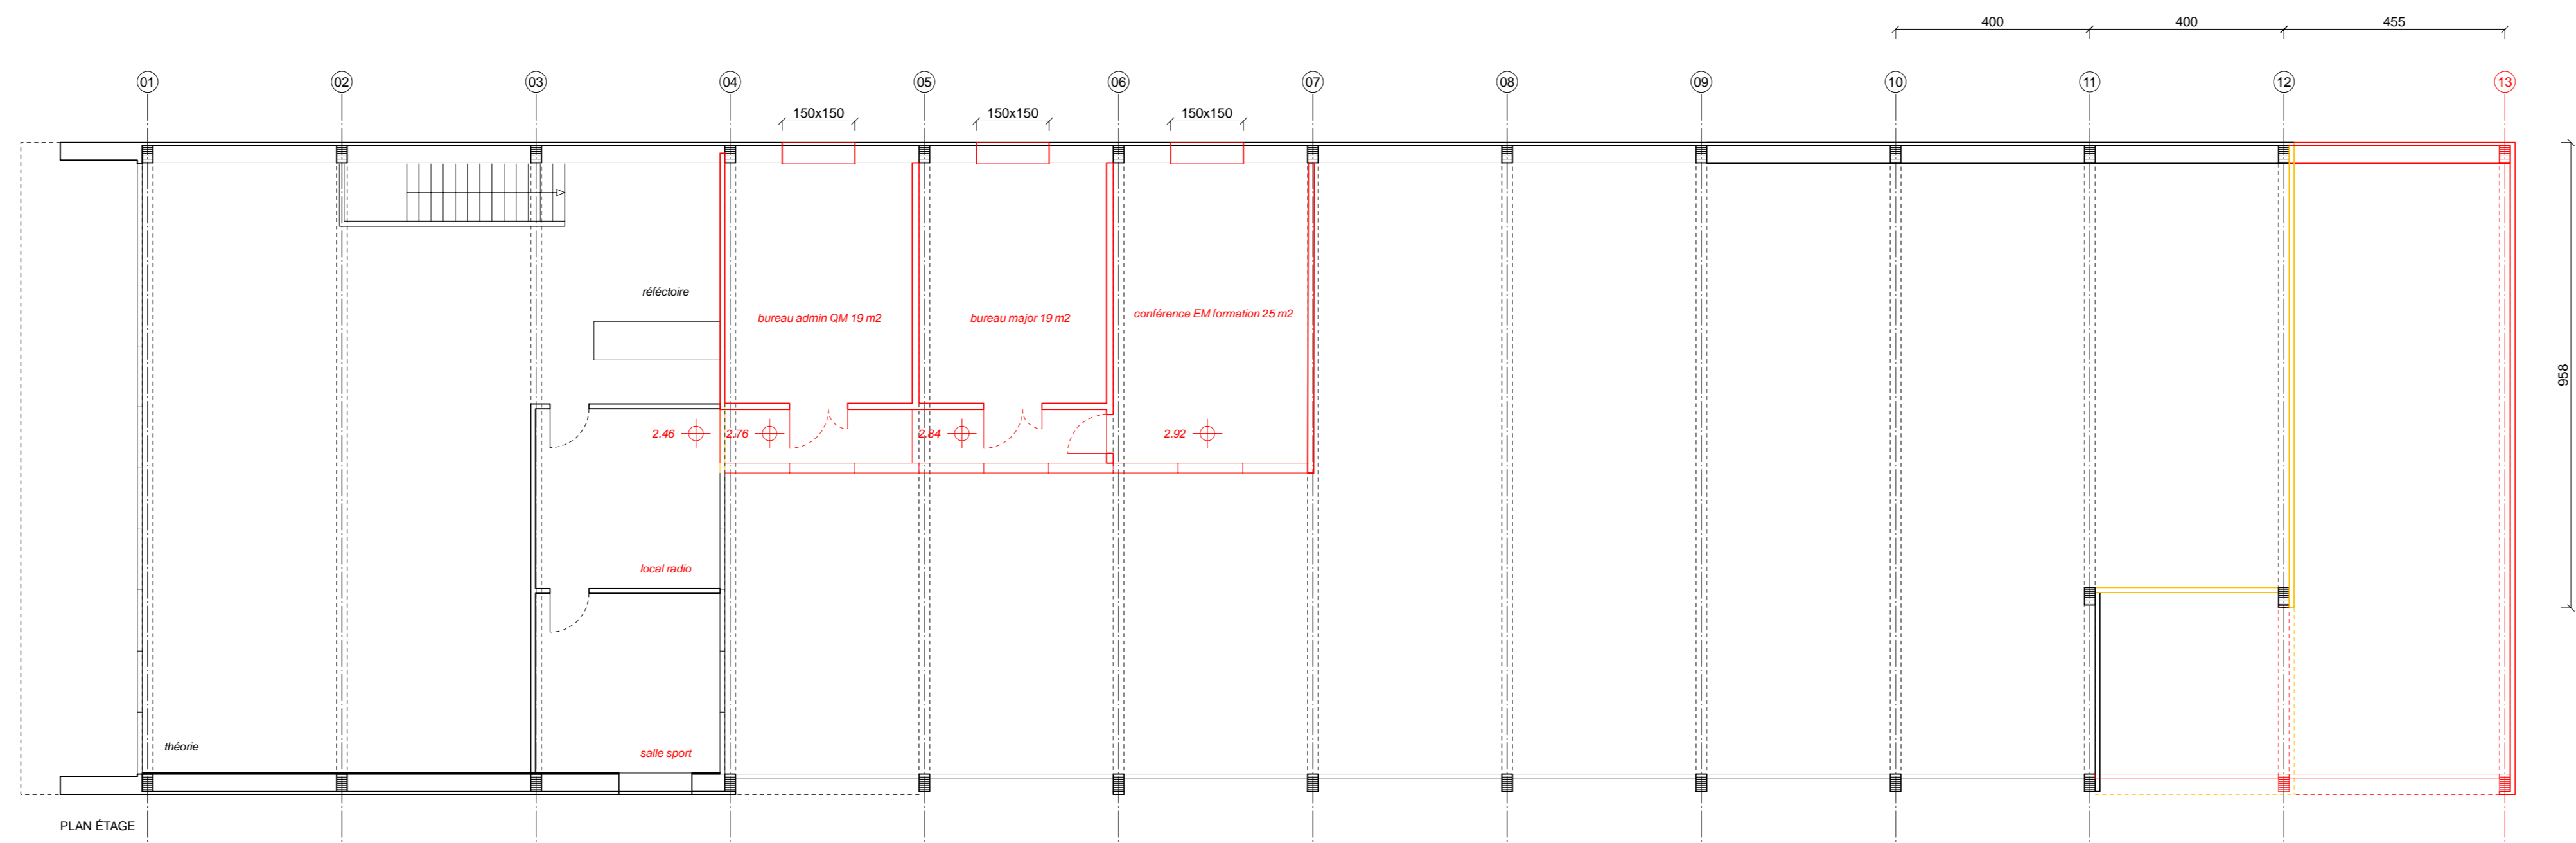 400 400 455
01 02 03 04 05 06 07 08 09 10 11 12 13
150x150 150x150 150x150
réféctoire
bureau admin QM 19 m2
bureau major 19 m2
conférence EM formation 25 m2
958
2.46 2.76 2.84 2.92
local radio
théorie
salle sport
PLAN ÉTAGE